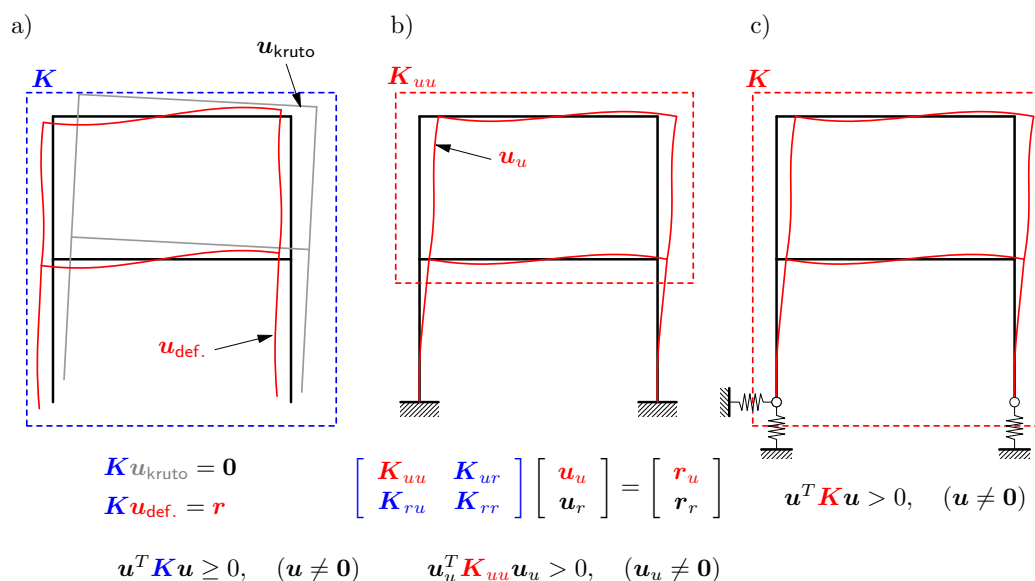 a)
b)
c)
u_kruto
K
K_uu
K
u_u
u_def.
K u_kruto = 0
K u_def. = r
[ K_uu K_ur ] [ u_u ] = [ r_u ]
[ K_ru K_rr ] [ u_r ] [ r_r ]
u^T K u > 0, (u ≠ 0)
u^T K u ≥ 0, (u ≠ 0)
u_u^T K_uu u_u > 0, (u_u ≠ 0)